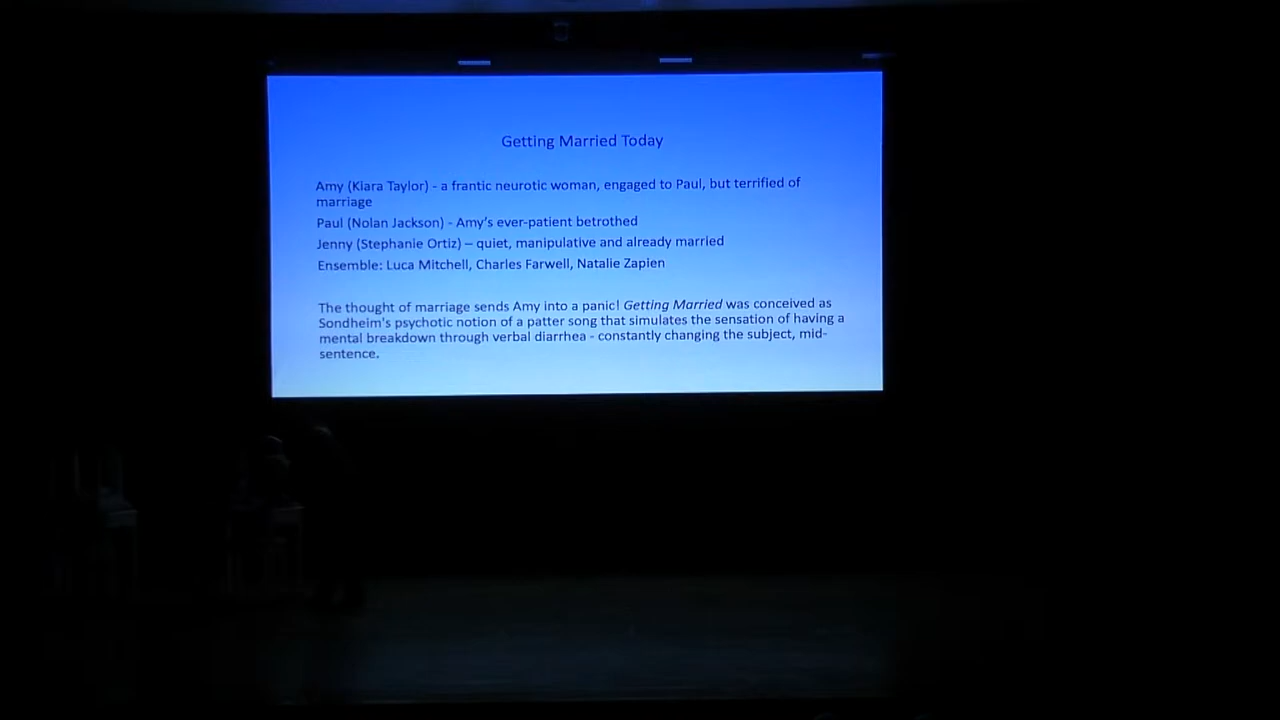 Getting Married Today
Amy (Kiara Taylor) - a frantic neurotic woman, engaged to Paul, but terrified of
marriage
Paul (Nolan Jackson) - Amy's ever-patient betrothed
Jenny (Stephanie Ortiz) – quiet, manipulative and already married
Ensemble: Luca Mitchell, Charles Farwell, Natalie Zapien
The thought of marriage sends Amy into a panic! Getting Married was conceived as
Sondheim's psychotic notion of a patter song that simulates the sensation of having a
mental breakdown through verbal diarrhea - constantly changing the subject, mid-
sentence.